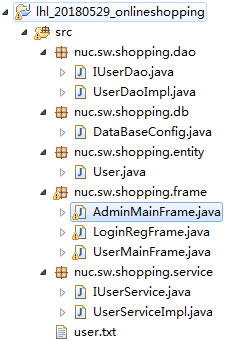 lhl_20180529_onlineshopping
src
nuc.sw.shopping.dao
IUserDao.java
UserDaoImpl.java
nuc.sw.shopping.db
DataBaseConfig.java
nuc.sw.shopping.entity
User.java
nuc.sw.shopping.frame
AdminMainFrame.java
LoginRegFrame.java
UserMainFrame.java
nuc.sw.shopping.service
IUserService.java
UserServiceImpl.java
user.txt